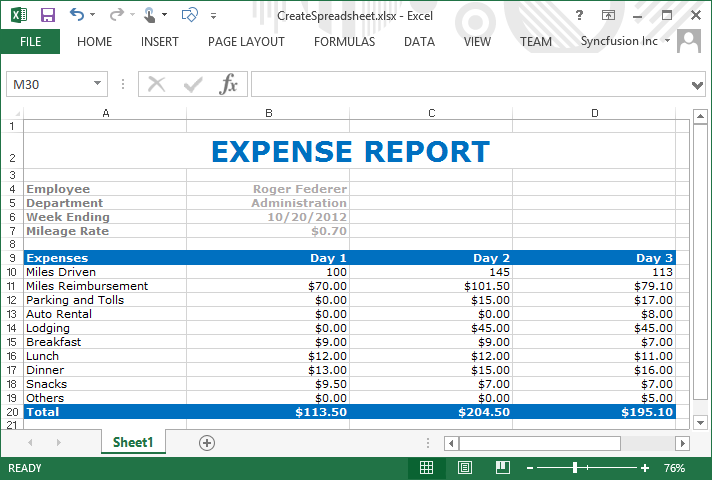 CreateSpreadsheet.xlsx - Excel
FILE HOME INSERT PAGE LAYOUT FORMULAS DATA VIEW TEAM Syncfusion Inc
M30 fx
A B C D
1
2 EXPENSE REPORT
3
4 Employee Roger Federer
5 Department Administration
6 Week Ending 10/20/2012
7 Mileage Rate $0.70
8
9 Expenses Day 1 Day 2 Day 3
10 Miles Driven 100 145 113
11 Miles Reimbursement $70.00 $101.50 $79.10
12 Parking and Tolls $0.00 $15.00 $17.00
13 Auto Rental $0.00 $0.00 $8.00
14 Lodging $0.00 $45.00 $45.00
15 Breakfast $9.00 $9.00 $7.00
16 Lunch $12.00 $12.00 $11.00
17 Dinner $13.00 $15.00 $16.00
18 Snacks $9.50 $7.00 $7.00
19 Others $0.00 $0.00 $5.00
20 Total $113.50 $204.50 $195.10
21
Sheet1
READY 76%